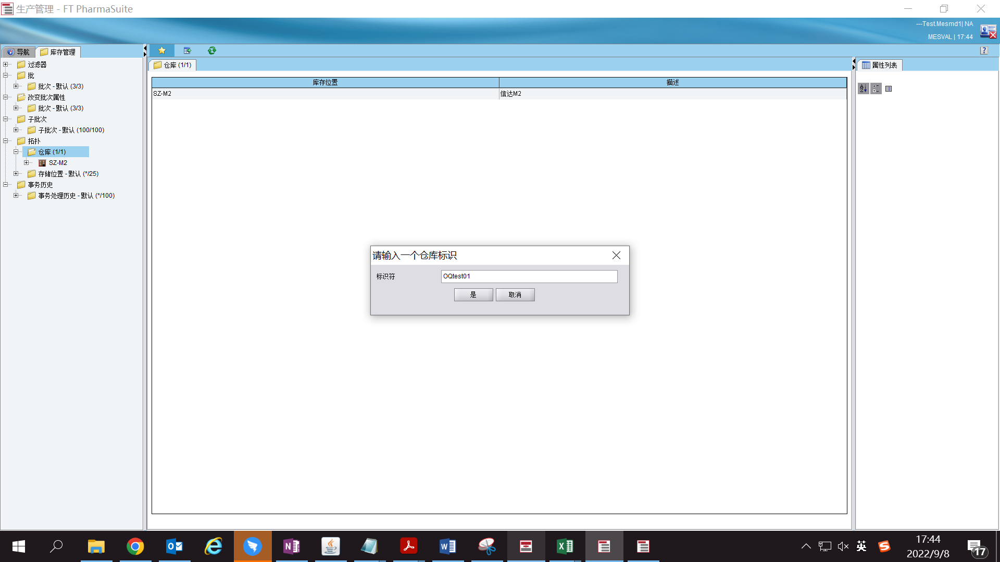 生产管理 - FT PharmaSuite
---Test.Mesmd1| NA
MESVAL | 17:44
导航
库存管理
过滤器
批
批次 - 默认 (3/3)
改变批次属性
批次 - 默认 (3/3)
子批次
子批次 - 默认 (100/100)
拓扑
仓库 (1/1)
SZ-M2
存储位置 - 默认 (*/25)
事务历史
事务处理历史 - 默认 (*/100)
仓库 (1/1)
库存位置 描述
SZ-M2 信达M2
属性列表
请输入一个仓库标识
标识符 OQtest01
是 取消
英
17:44
2022/9/8
17